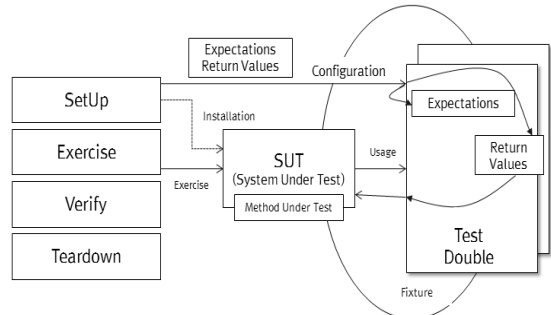 Expectations
Return Values
Configuration
SetUp
Expectations
Installation
Exercise
SUT
(System Under Test)
Usage
Return
Values
Exercise
Verify
Method Under Test
Test
Double
Teardown
Fixture